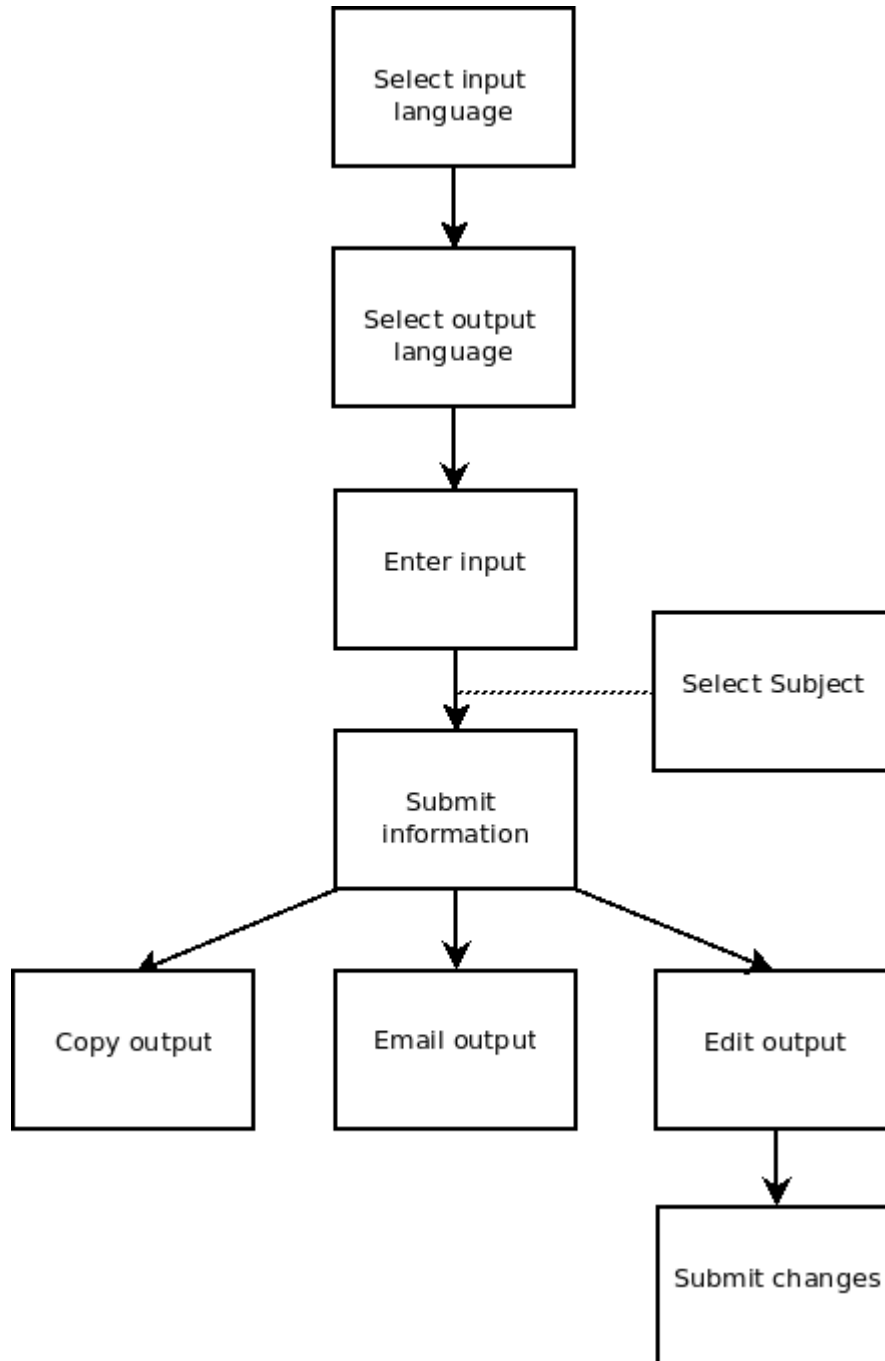 Select input
language
Select output
language
Enter input
Select Subject
Submit
information
Copy output
Email output
Edit output
Submit changes